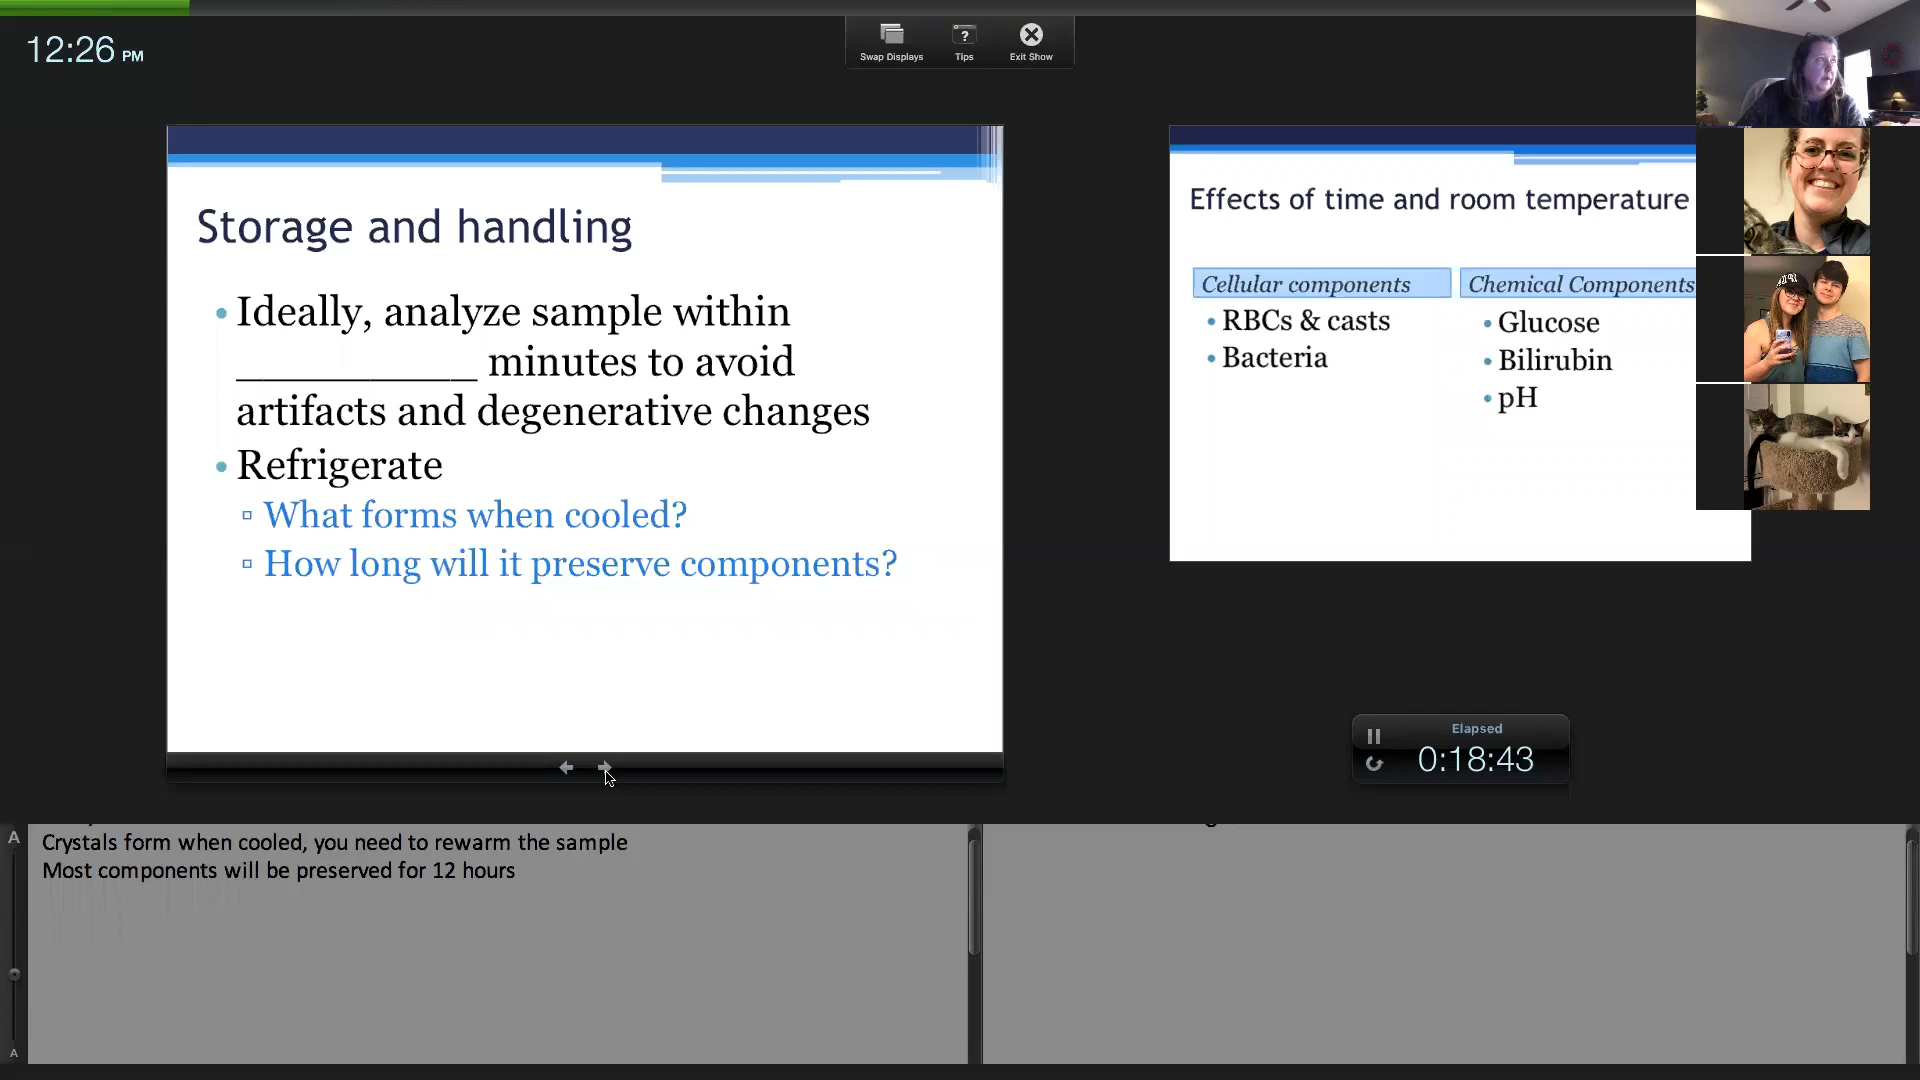 12:26 PM
Swap Displays
Tips
Exit Show
Storage and handling
• Ideally, analyze sample within
__________ minutes to avoid
artifacts and degenerative changes
• Refrigerate
▫ What forms when cooled?
▫ How long will it preserve components?
Effects of time and room temperature
Cellular components
• RBCs & casts
• Bacteria
Chemical Components
• Glucose
• Bilirubin
• pH
Elapsed
0:18:43
A
Crystals form when cooled, you need to rewarm the sample
Most components will be preserved for 12 hours
A